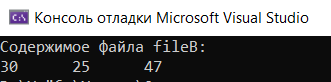 Консоль отладки Microsoft Visual Studio
Содержимое файла fileB:
30      25      47